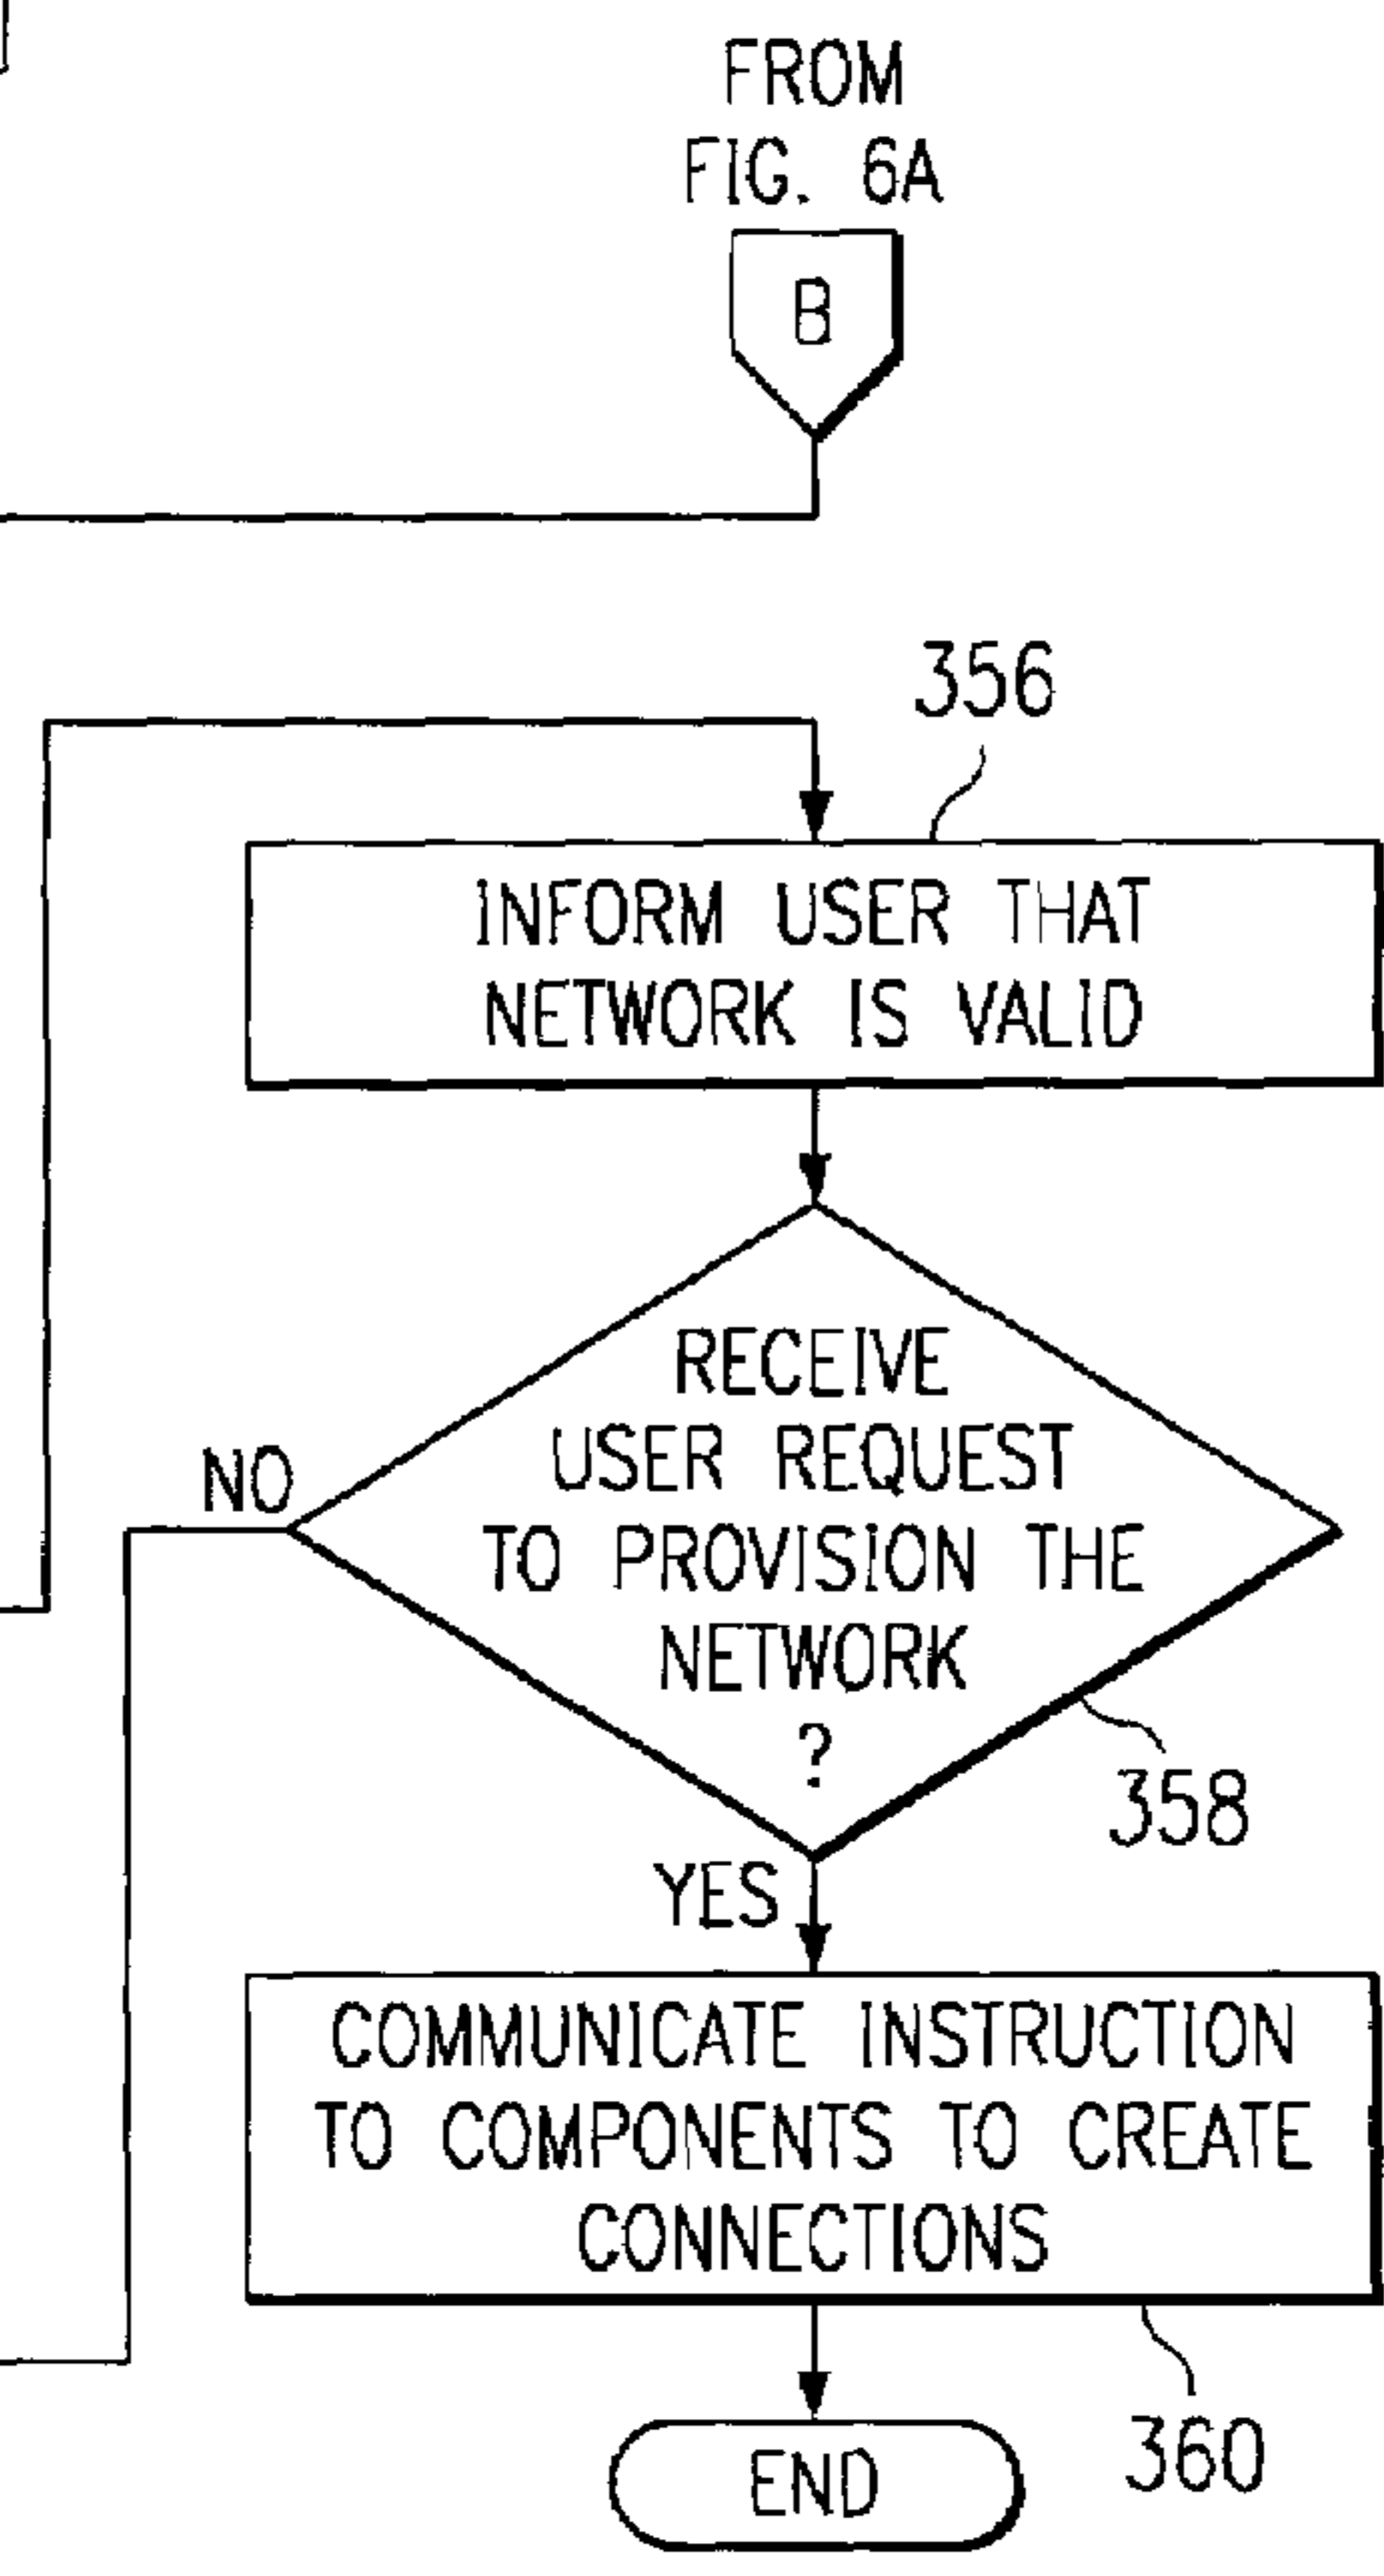 FROM
FIG. 6A
B
356
INFORM USER THAT
NETWORK IS VALID
RECEIVE
USER REQUEST
TO PROVISION THE
NETWORK
?
NO
358
YES
COMMUNICATE INSTRUCTION
TO COMPONENTS TO CREATE
CONNECTIONS
360
END